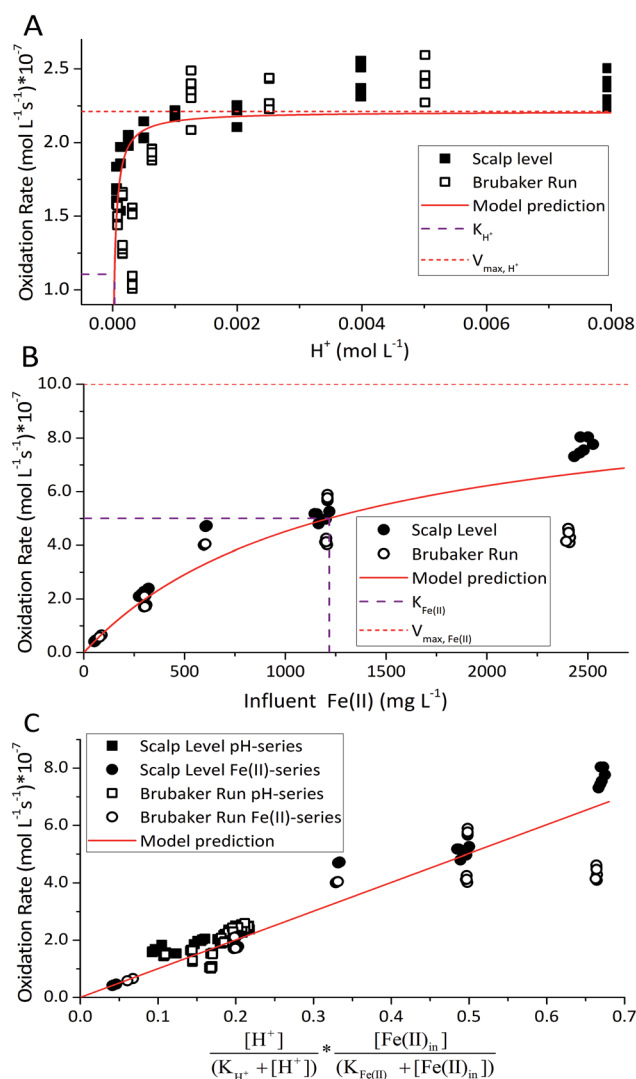 A
Oxidation Rate (mol L⁻¹s⁻¹)*10⁻⁷
2.5
2.0
1.5
1.0
Scalp level
Brubaker Run
Model prediction
K_H⁺
V_max, H⁺
0.000
0.002
0.004
0.006
0.008
H⁺ (mol L⁻¹)
B
Oxidation Rate (mol L⁻¹s⁻¹)*10⁻⁷
10.0
8.0
6.0
4.0
2.0
0.0
Scalp Level
Brubaker Run
Model prediction
K_Fe(II)
V_max, Fe(II)
0
500
1000
1500
2000
2500
Influent Fe(II) (mg L⁻¹)
C
Oxidation Rate (mol L⁻¹s⁻¹)*10⁻⁷
8.0
6.0
4.0
2.0
0.0
Scalp Level pH-series
Scalp Level Fe(II)-series
Brubaker Run pH-series
Brubaker Run Fe(II)-series
Model prediction
0.0
0.1
0.2
0.3
0.4
0.5
0.6
0.7
[H⁺] [Fe(II)_in]
*
(K_H⁺ +[H⁺]) (K_Fe(II) +[Fe(II)_in])